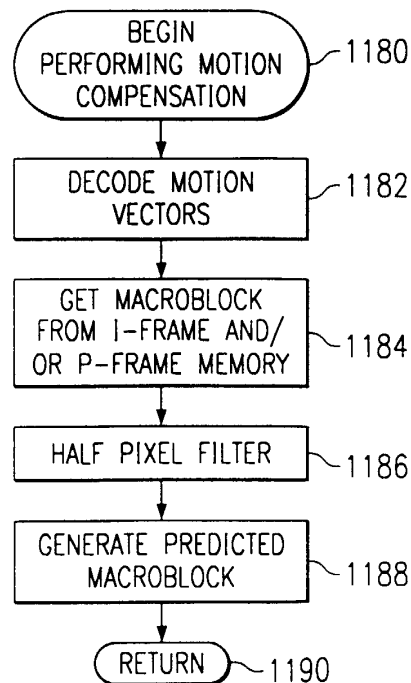 BEGIN
PERFORMING MOTION
COMPENSATION
1180
DECODE MOTION
VECTORS
1182
GET MACROBLOCK
FROM I-FRAME AND/
OR P-FRAME MEMORY
1184
HALF PIXEL FILTER
1186
GENERATE PREDICTED
MACROBLOCK
1188
RETURN
1190